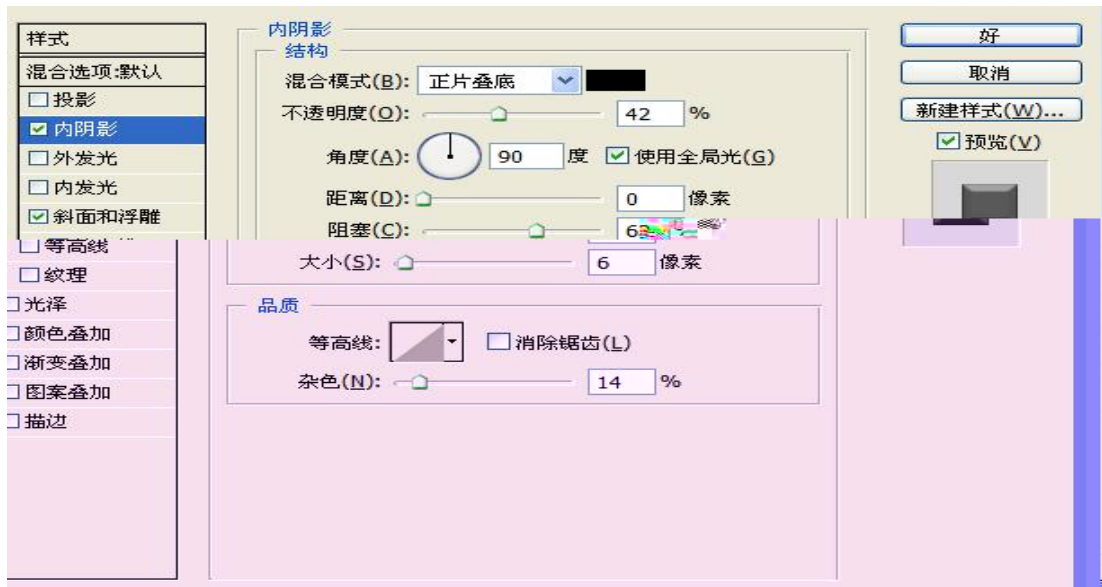 样式
混合选项:默认
投影
内阴影
外发光
内发光
斜面和浮雕
等高线
纹理
光泽
颜色叠加
渐变叠加
图案叠加
描边
内阴影
结构
混合模式(B): 正片叠底
不透明度(O): 42 %
角度(A): 90 度 使用全局光(G)
距离(D): 0 像素
阻塞(C):
大小(S): 6 像素
品质
等高线: 消除锯齿(L)
杂色(N): 14 %
好
取消
新建样式(W)...
预览(V)